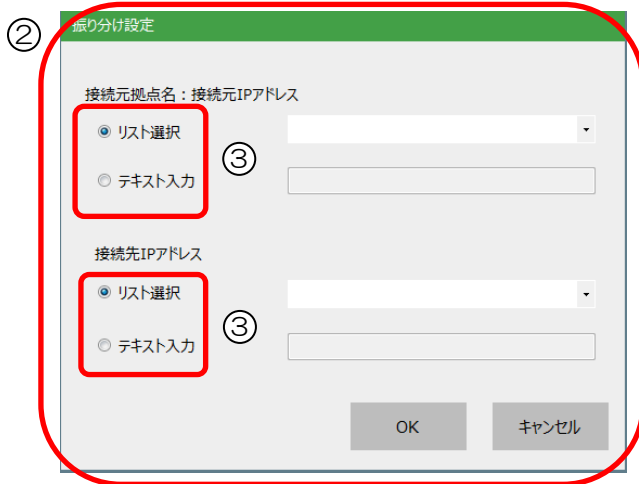 ②
振り分け設定
接続元拠点名：接続元IPアドレス
リスト選択
③
テキスト入力
接続先IPアドレス
リスト選択
③
テキスト入力
OK
キャンセル